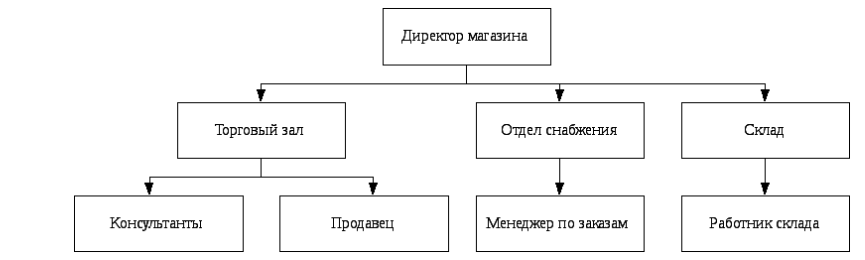 Директор магазина
Торговый зал
Отдел снабжения
Склад
Консультанты
Продавец
Менеджер по заказам
Работник склада